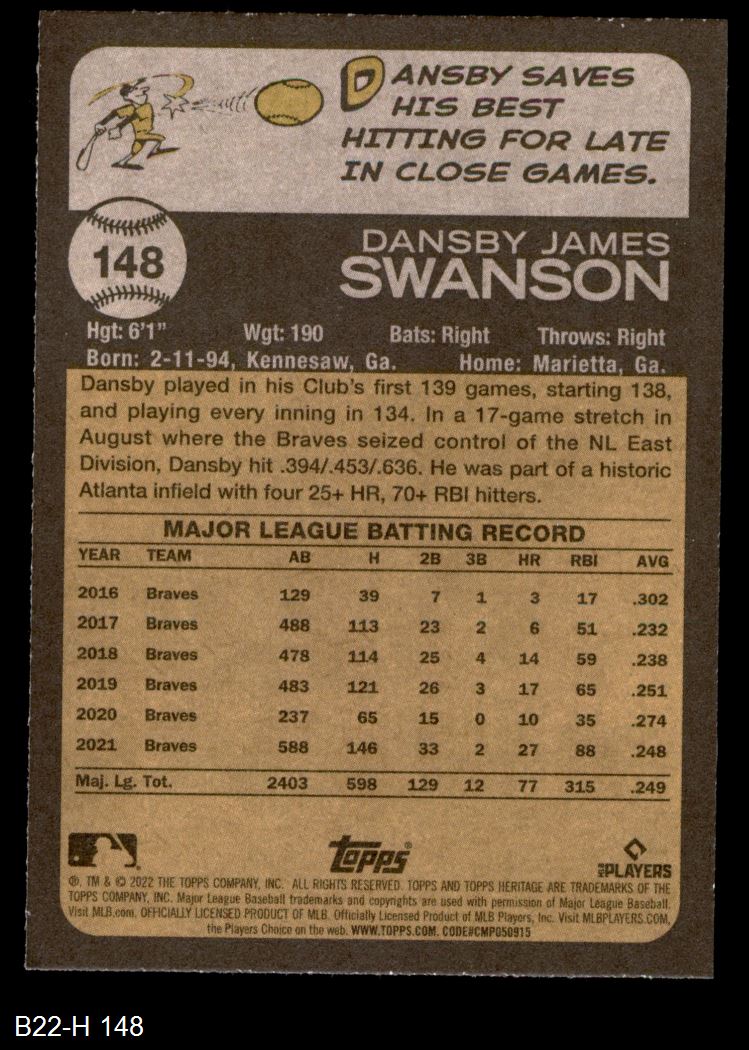 DANSBY SAVES
HIS BEST
HITTING FOR LATE
IN CLOSE GAMES.
148
DANSBY JAMES
SWANSON
Hgt: 6'1" Wgt: 190 Bats: Right Throws: Right
Born: 2-11-94, Kennesaw, Ga. Home: Marietta, Ga.
Dansby played in his Club's first 139 games, starting 138,
and playing every inning in 134. In a 17-game stretch in
August where the Braves seized control of the NL East
Division, Dansby hit .394/.453/.636. He was part of a historic
Atlanta infield with four 25+ HR, 70+ RBI hitters.
MAJOR LEAGUE BATTING RECORD
YEAR TEAM AB H 2B 3B HR RBI AVG
2016 Braves 129 39 7 1 3 17 .302
2017 Braves 488 113 23 2 6 51 .232
2018 Braves 478 114 25 4 14 59 .238
2019 Braves 483 121 26 3 17 65 .251
2020 Braves 237 65 15 0 10 35 .274
2021 Braves 588 146 33 2 27 88 .248
Maj. Lg. Tot. 2403 598 129 12 77 315 .249
topps®
MLB PLAYERS
®, TM & © 2022 THE TOPPS COMPANY, INC. ALL RIGHTS RESERVED. TOPPS AND TOPPS HERITAGE ARE TRADEMARKS OF THE
TOPPS COMPANY, INC. Major League Baseball trademarks and copyrights are used with permission of Major League Baseball.
Visit MLB.com. OFFICIALLY LICENSED PRODUCT OF MLB. Officially Licensed Product of MLB Players, Inc. Visit MLBPLAYERS.COM,
the Players Choice on the web. WWW.TOPPS.COM. CODE#CMP050915
B22-H 148